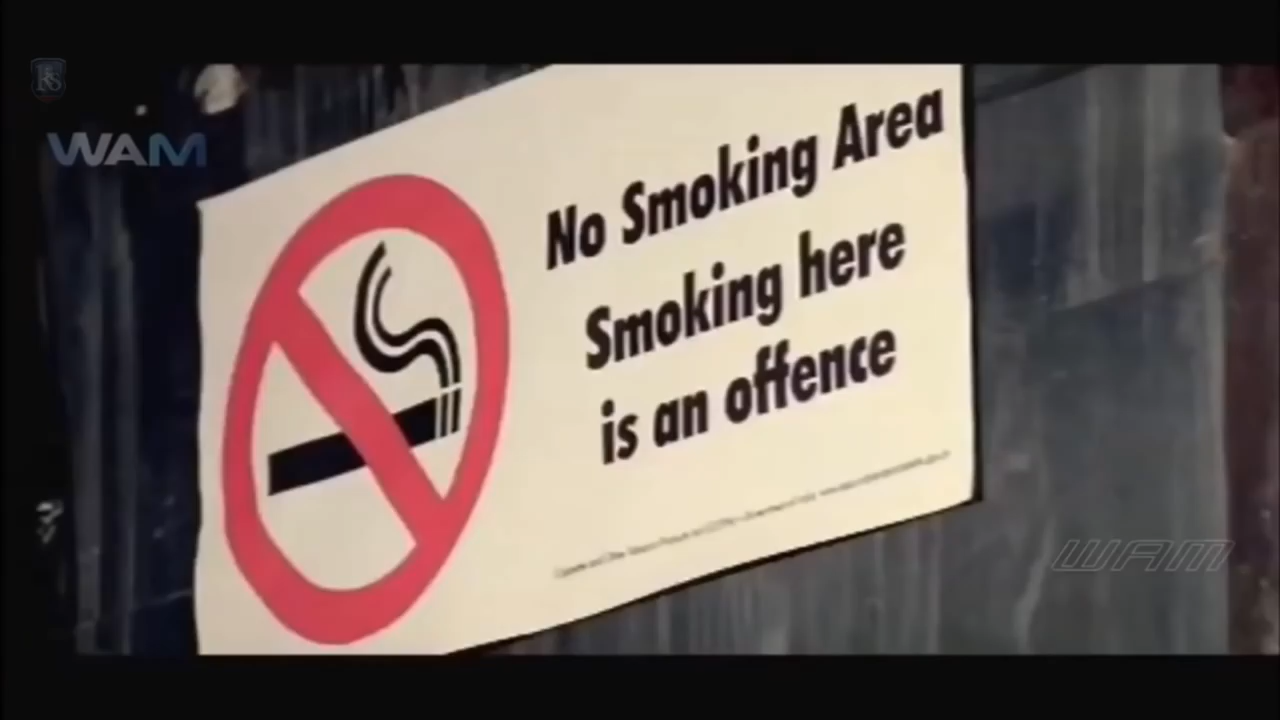 WAM
No Smoking Area
Smoking here
is an offence
WAM